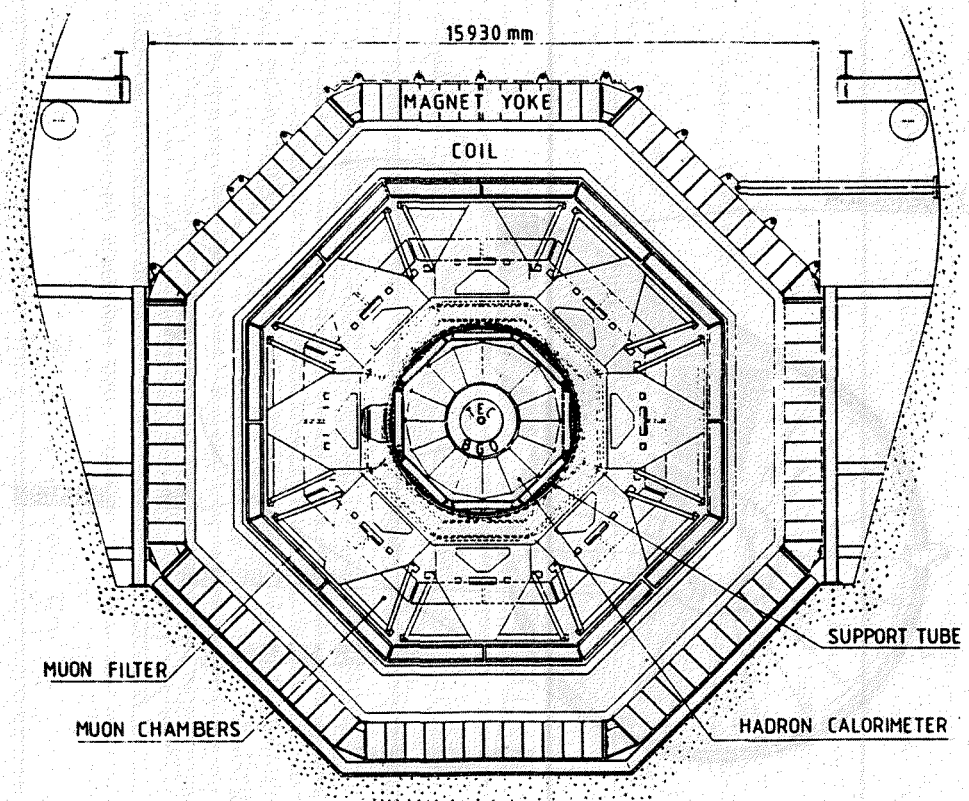 15930 mm
MAGNET YOKE
COIL
TEC
BGO
SUPPORT TUBE
MUON FILTER
MUON CHAMBERS
HADRON CALORIMETER